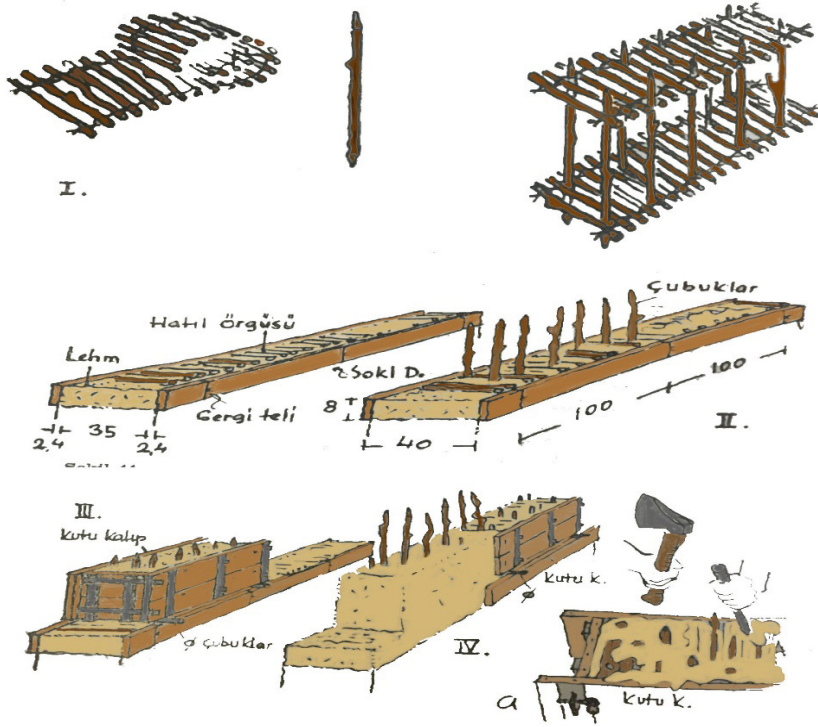 I.
Çubuklar
Hatıl örgüsü
Lehm
Sokl D.
Gergi teli
2,4 35 2,4
8
40
100
100
II.
III.
Kutu Kalıp
ø çubuklar
Kutu K.
ø
IV.
a
Kutu K.